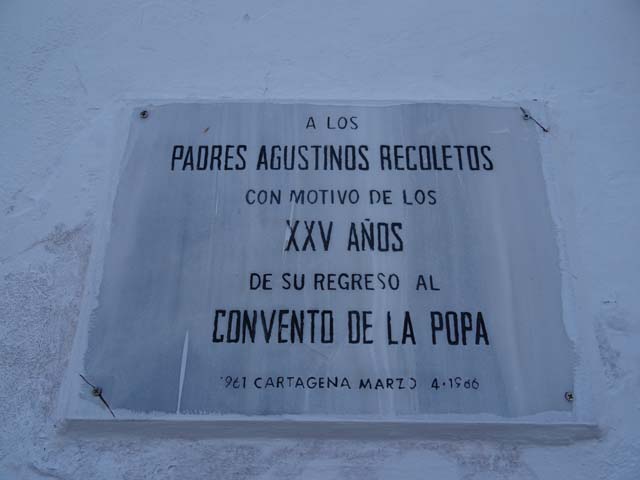 A LOS
PADRES AGUSTINOS RECOLETOS
CON MOTIVO DE LOS
XXV AÑOS
DE SU REGRESO AL
CONVENTO DE LA POPA
1961 CARTAGENA MARZO 4·1986